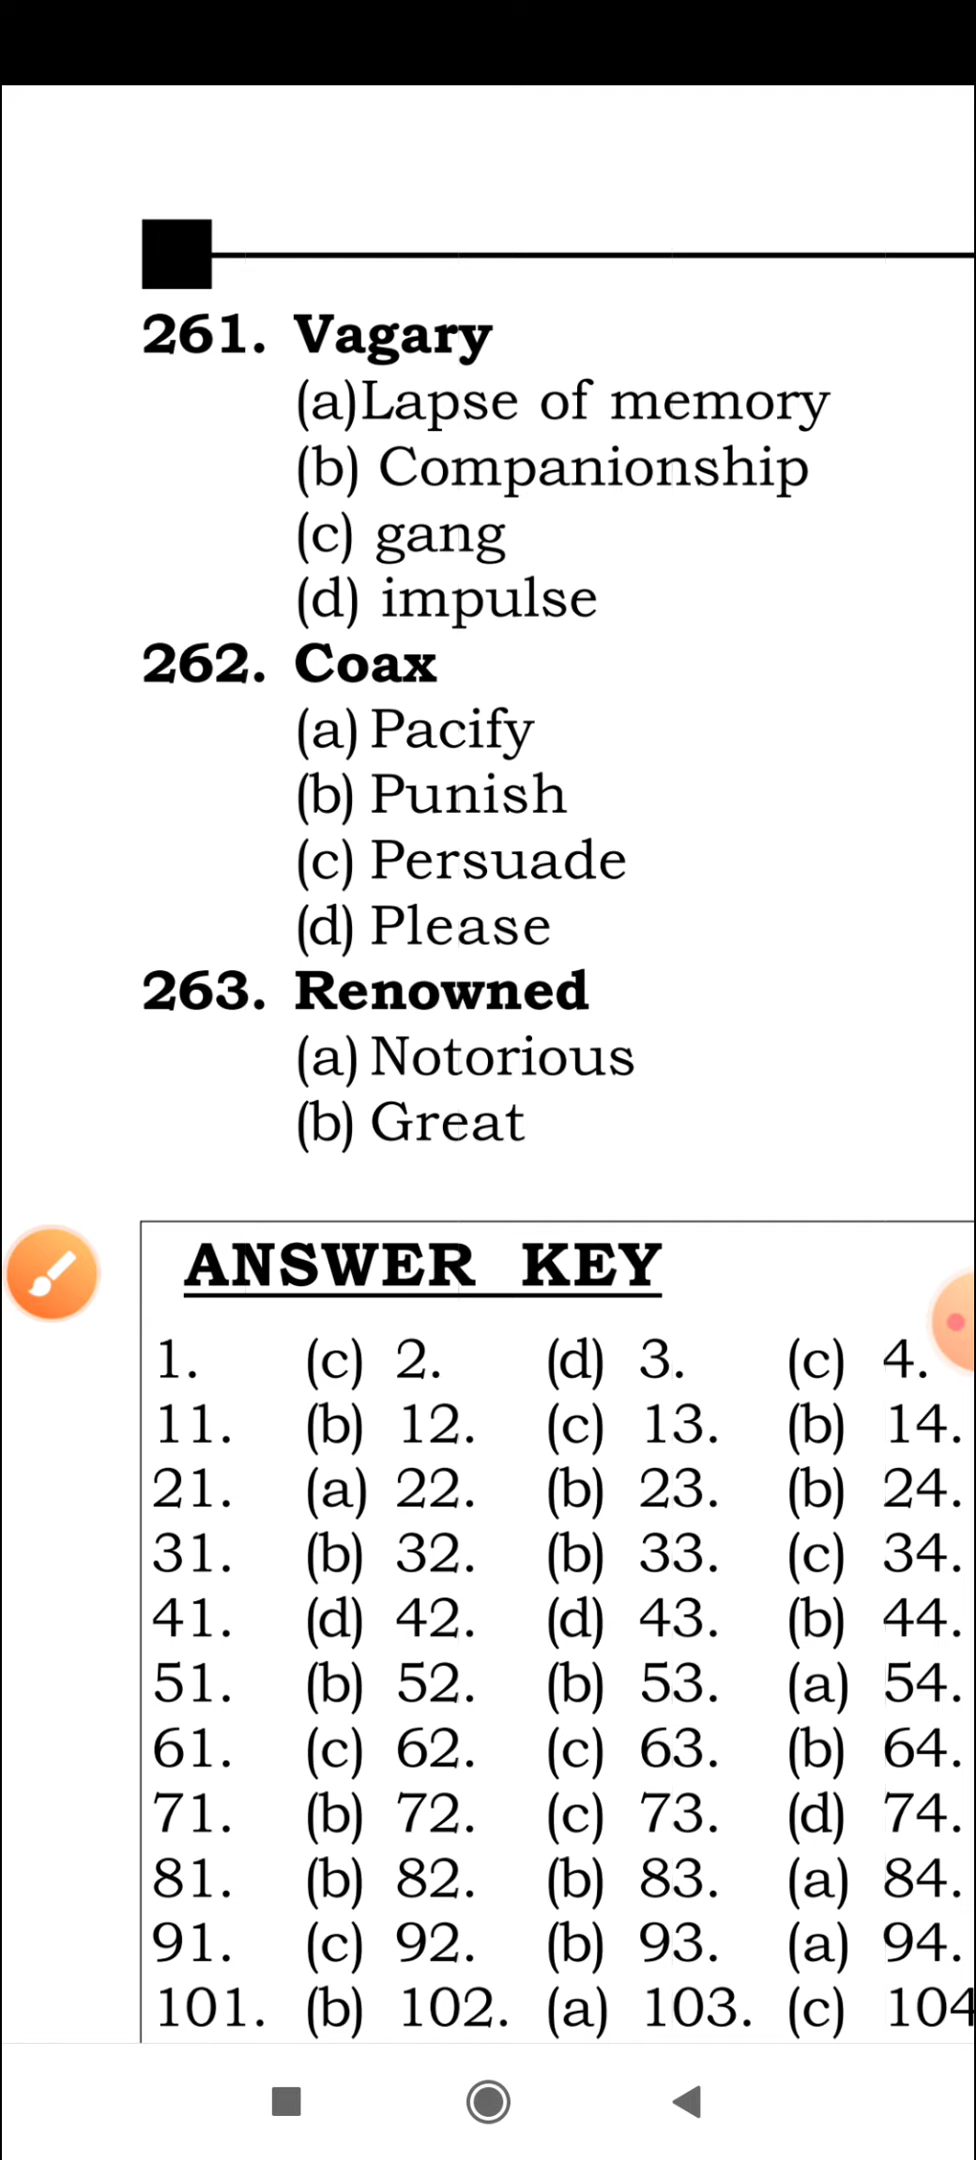 261. Vagary
(a)Lapse of memory
(b) Companionship
(c) gang
(d) impulse
262. Coax
(a) Pacify
(b) Punish
(c) Persuade
(d) Please
263. Renowned
(a) Notorious
(b) Great
ANSWER KEY
1. (c) 2. (d) 3. (c) 4.
11. (b) 12. (c) 13. (b) 14.
21. (a) 22. (b) 23. (b) 24.
31. (b) 32. (b) 33. (c) 34.
41. (d) 42. (d) 43. (b) 44.
51. (b) 52. (b) 53. (a) 54.
61. (c) 62. (c) 63. (b) 64.
71. (b) 72. (c) 73. (d) 74.
81. (b) 82. (b) 83. (a) 84.
91. (c) 92. (b) 93. (a) 94.
101. (b) 102. (a) 103. (c) 104